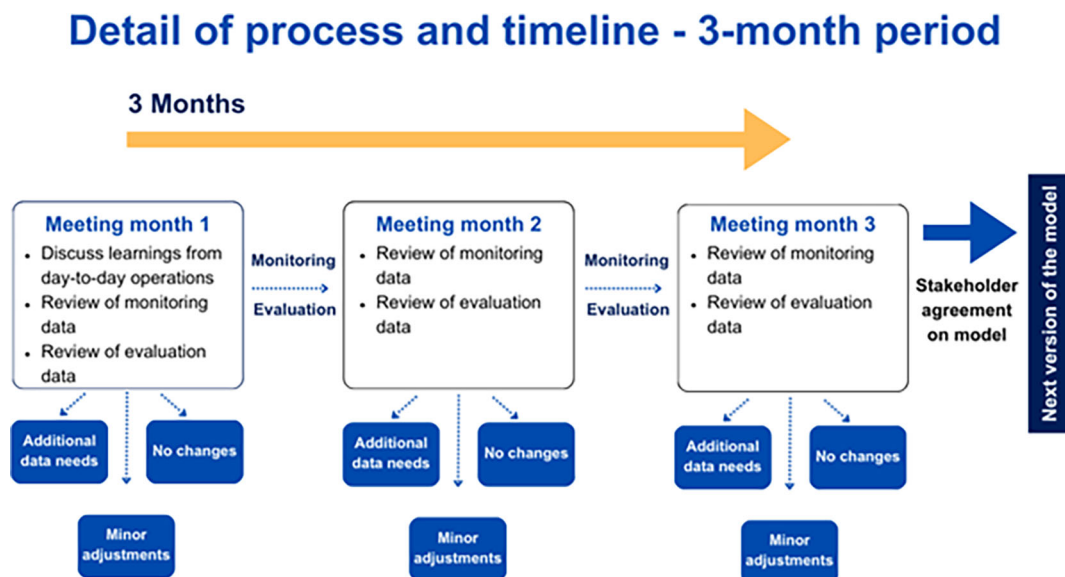 Detail of process and timeline - 3-month period
3 Months
Meeting month 1
• Discuss learnings from
day-to-day operations
• Review of monitoring
data
• Review of evaluation
data
Monitoring
Evaluation
Meeting month 2
• Review of monitoring
data
• Review of evaluation
data
Monitoring
Evaluation
Meeting month 3
• Review of monitoring
data
• Review of evaluation
data
Stakeholder
agreement
on model
Next version of the model
Additional
data needs
No changes
Minor
adjustments
Additional
data needs
No changes
Minor
adjustments
Additional
data needs
No changes
Minor
adjustments